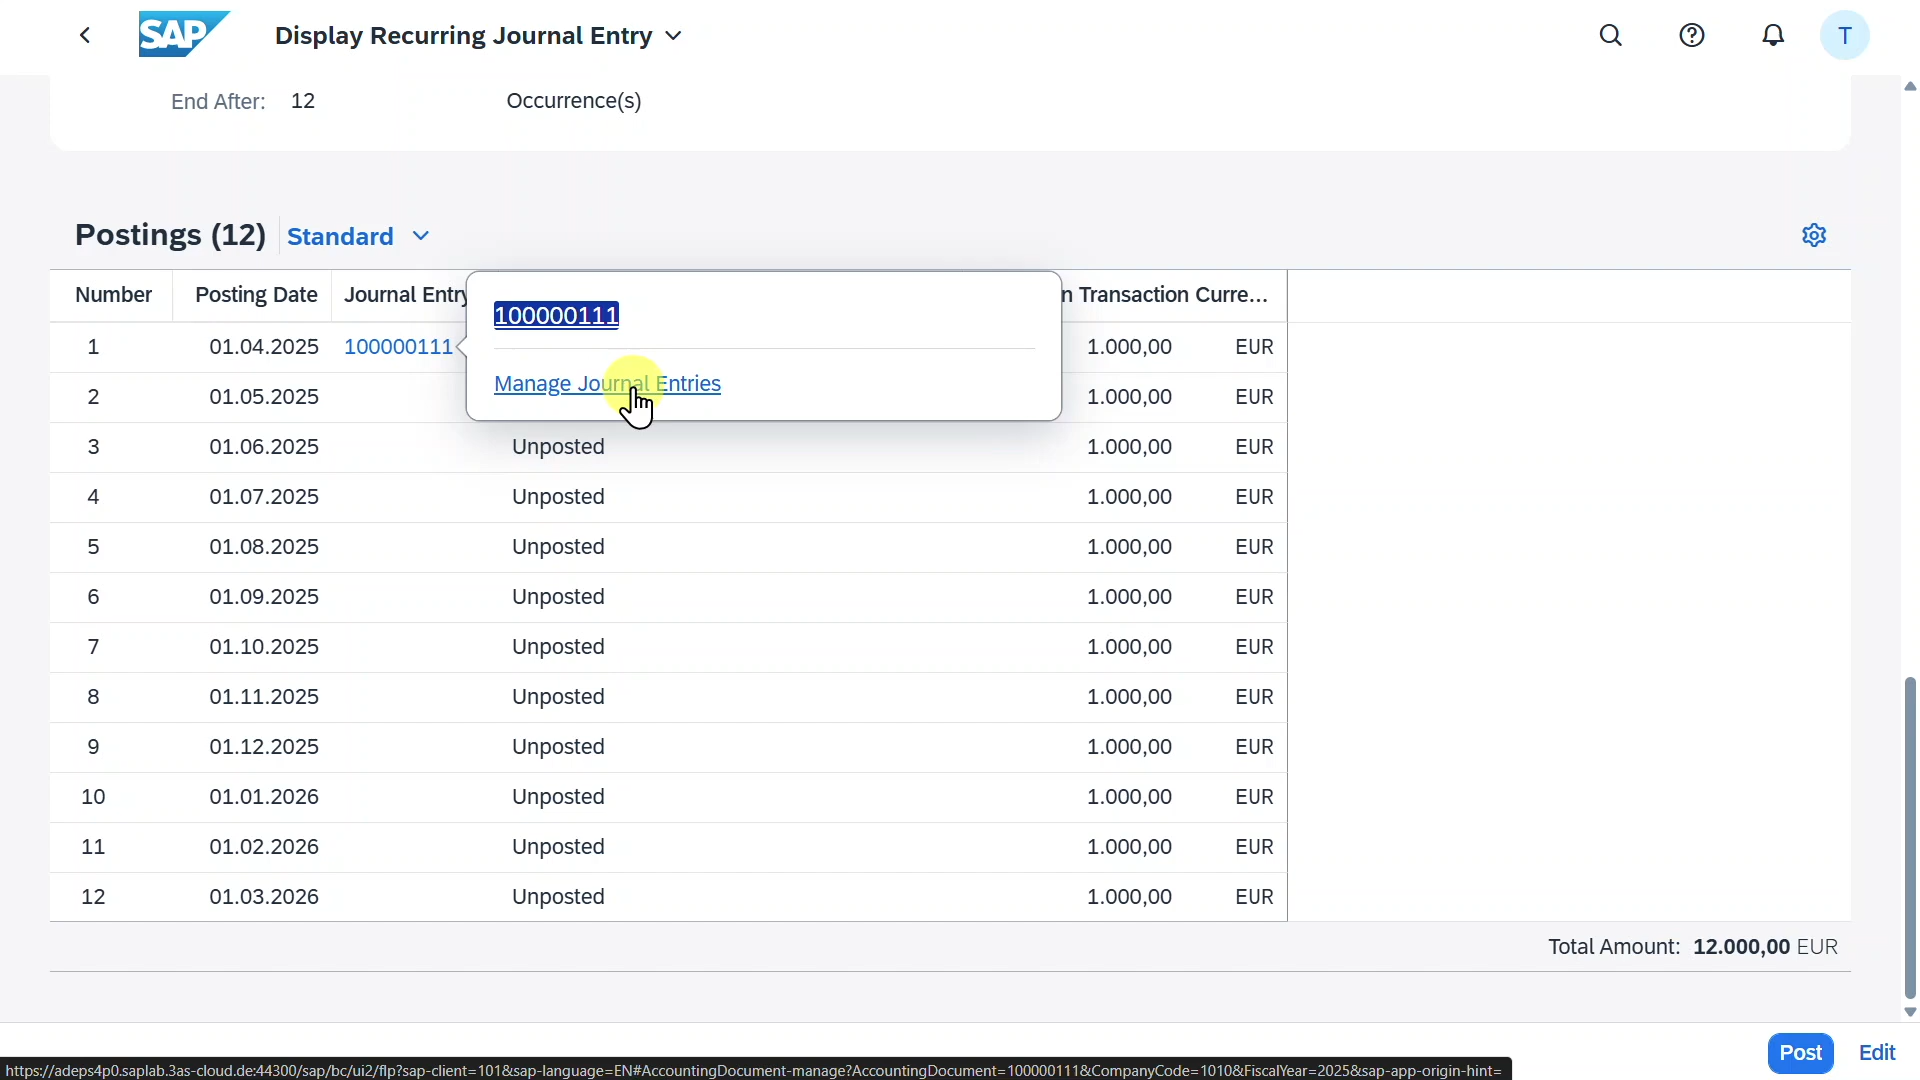 SAP
Display Recurring Journal Entry
T
End After: 12 Occurrence(s)
Postings (12) Standard
Number Posting Date Journal Entry n Transaction Curre...
100000111
Manage Journal Entries
1 01.04.2025 100000111 1.000,00 EUR
2 01.05.2025 1.000,00 EUR
3 01.06.2025 Unposted 1.000,00 EUR
4 01.07.2025 Unposted 1.000,00 EUR
5 01.08.2025 Unposted 1.000,00 EUR
6 01.09.2025 Unposted 1.000,00 EUR
7 01.10.2025 Unposted 1.000,00 EUR
8 01.11.2025 Unposted 1.000,00 EUR
9 01.12.2025 Unposted 1.000,00 EUR
10 01.01.2026 Unposted 1.000,00 EUR
11 01.02.2026 Unposted 1.000,00 EUR
12 01.03.2026 Unposted 1.000,00 EUR
Total Amount: 12.000,00 EUR
Post Edit
https://adeps4p0.saplab.3as-cloud.de:44300/sap/bc/ui2/flp?sap-client=101&sap-language=EN#AccountingDocument-manage?AccountingDocument=100000111&CompanyCode=1010&FiscalYear=2025&sap-app-origin-hint=